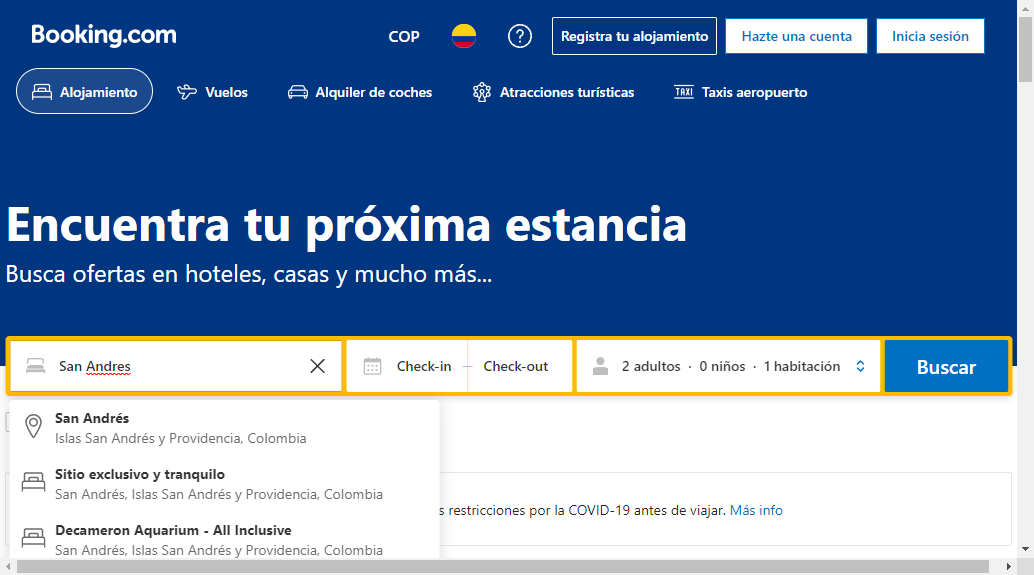 Booking.com
COP
?
Registra tu alojamiento
Hazte una cuenta
Inicia sesión
Alojamiento
Vuelos
Alquiler de coches
Atracciones turísticas
TAXI
Taxis aeropuerto
Encuentra tu próxima estancia
Busca ofertas en hoteles, casas y mucho más...
San Andres
Check-in — Check-out
2 adultos · 0 niños · 1 habitación
Buscar
San Andrés
Islas San Andrés y Providencia, Colombia
Sitio exclusivo y tranquilo
San Andrés, Islas San Andrés y Providencia, Colombia
s restricciones por la COVID-19 antes de viajar. Más info
Decameron Aquarium - All Inclusive
San Andrés, Islas San Andrés y Providencia, Colombia